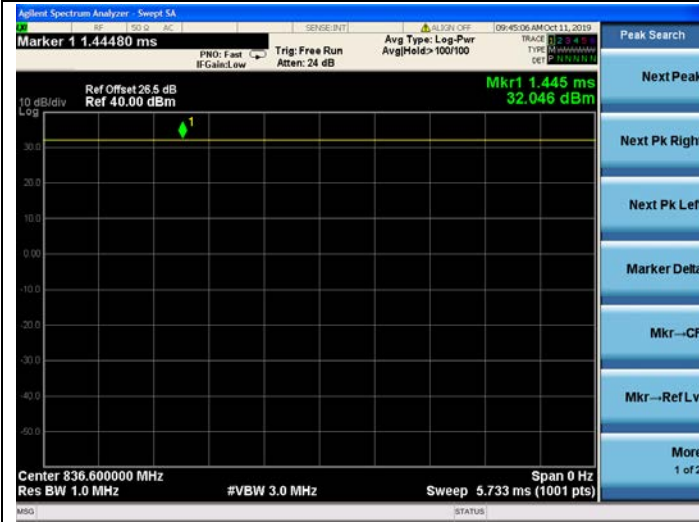 Agilent Spectrum Analyzer - Swept SA
RF 50 Ω AC SENSE:INT ALIGN OFF 09:45:06 AM Oct 11, 2019
Marker 1 1.44480 ms
PNO: Fast
IFGain:Low
Trig: Free Run
Atten: 24 dB
Avg Type: Log-Pwr
Avg|Hold:> 100/100
TRACE 1 2 3 4 5 6
TYPE M
DET P N N N N N
Mkr1 1.445 ms
32.046 dBm
Ref Offset 26.5 dB
10 dB/div Ref 40.00 dBm
Log
1
30.0
20.0
10.0
0.00
-10.0
-20.0
-30.0
-40.0
-50.0
Center 836.600000 MHz Span 0 Hz
Res BW 1.0 MHz #VBW 3.0 MHz Sweep 5.733 ms (1001 pts)
MSG STATUS
Peak Search
Next Peak
Next Pk Right
Next Pk Left
Marker Delta
Mkr→CF
Mkr→Ref Lv
More
1 of 2